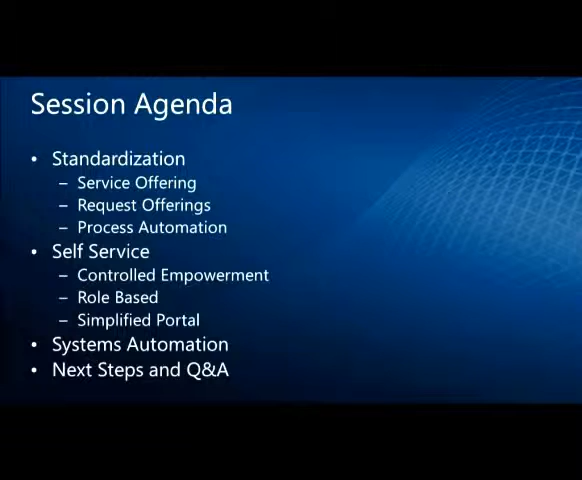 Session Agenda
• Standardization
– Service Offering
– Request Offerings
– Process Automation
• Self Service
– Controlled Empowerment
– Role Based
– Simplified Portal
• Systems Automation
• Next Steps and Q&A